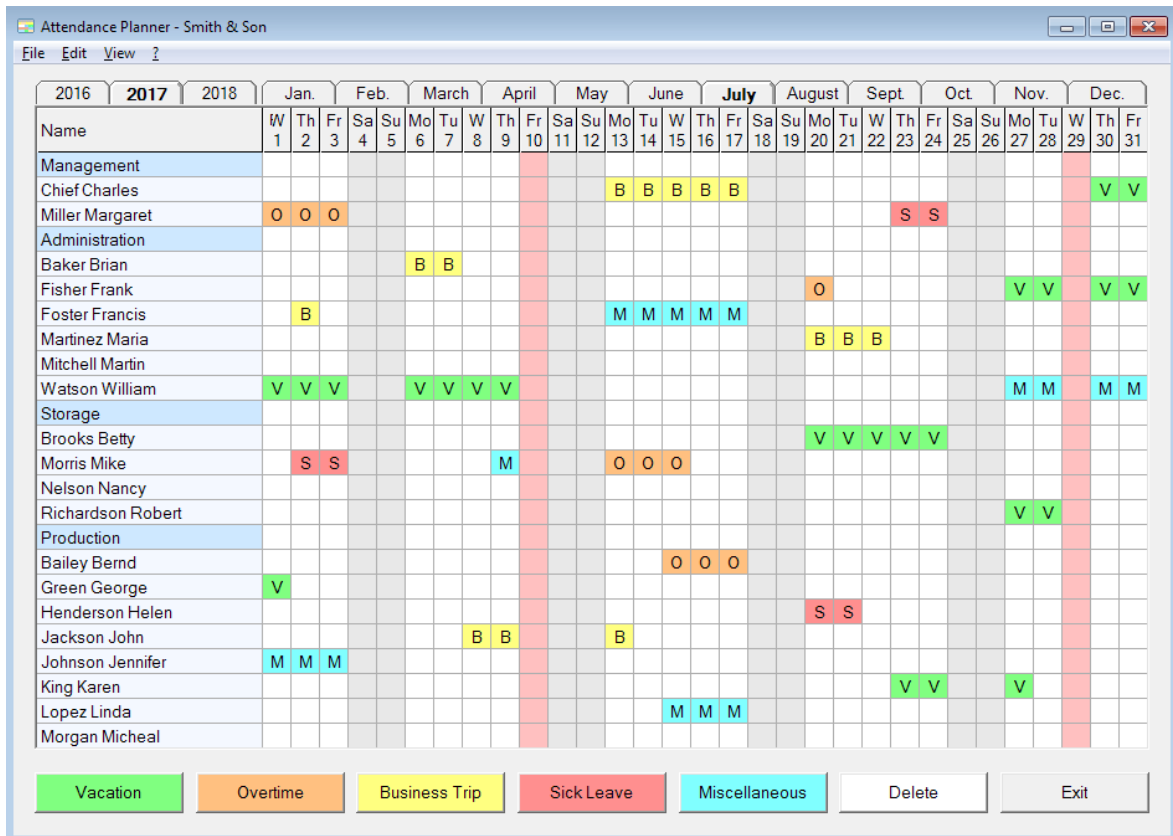 Attendance Planner - Smith & Son
File Edit View ?
2016 2017 2018 Jan. Feb. March April May June July August Sept. Oct. Nov. Dec.
Name W Th Fr Sa Su Mo Tu W Th Fr Sa Su Mo Tu W Th Fr Sa Su Mo Tu W Th Fr Sa Su Mo Tu W Th Fr
1 2 3 4 5 6 7 8 9 10 11 12 13 14 15 16 17 18 19 20 21 22 23 24 25 26 27 28 29 30 31
Management
Chief Charles B B B B B V V
Miller Margaret O O O S S
Administration
Baker Brian B B
Fisher Frank O V V V V
Foster Francis B M M M M M
Martinez Maria B B B
Mitchell Martin
Watson William V V V V V V V M M M M
Storage
Brooks Betty V V V V V
Morris Mike S S M O O O
Nelson Nancy
Richardson Robert V V
Production
Bailey Bernd O O O
Green George V
Henderson Helen S S
Jackson John B B B
Johnson Jennifer M M M
King Karen V V V
Lopez Linda M M M
Morgan Micheal
Vacation Overtime Business Trip Sick Leave Miscellaneous Delete Exit